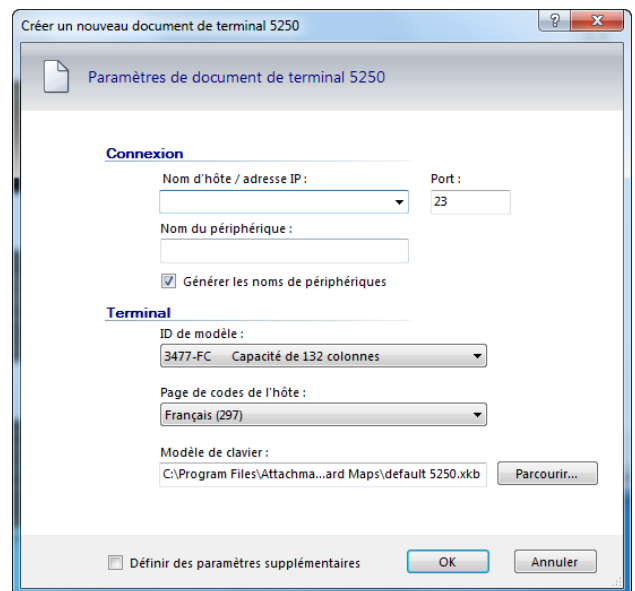 Créer un nouveau document de terminal 5250
Paramètres de document de terminal 5250
Connexion
Nom d'hôte / adresse IP : Port :
23
Nom du périphérique :
Générer les noms de périphériques
Terminal
ID de modèle :
3477-FC Capacité de 132 colonnes
Page de codes de l'hôte :
Français (297)
Modèle de clavier :
C:\Program Files\Attachma...ard Maps\default 5250.xkb Parcourir...
Définir des paramètres supplémentaires OK Annuler